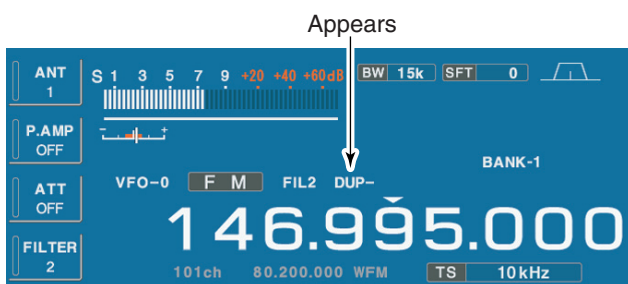 Appears
ANT
1
S 1 3 5 7 9 +20 +40 +60dB
BW 15k SFT 0
P.AMP
OFF
- +
BANK-1
VFO-0 FM FIL2 DUP-
ATT
OFF
146.995.000
FILTER
2
101ch 80.200.000 WFM TS 10kHz